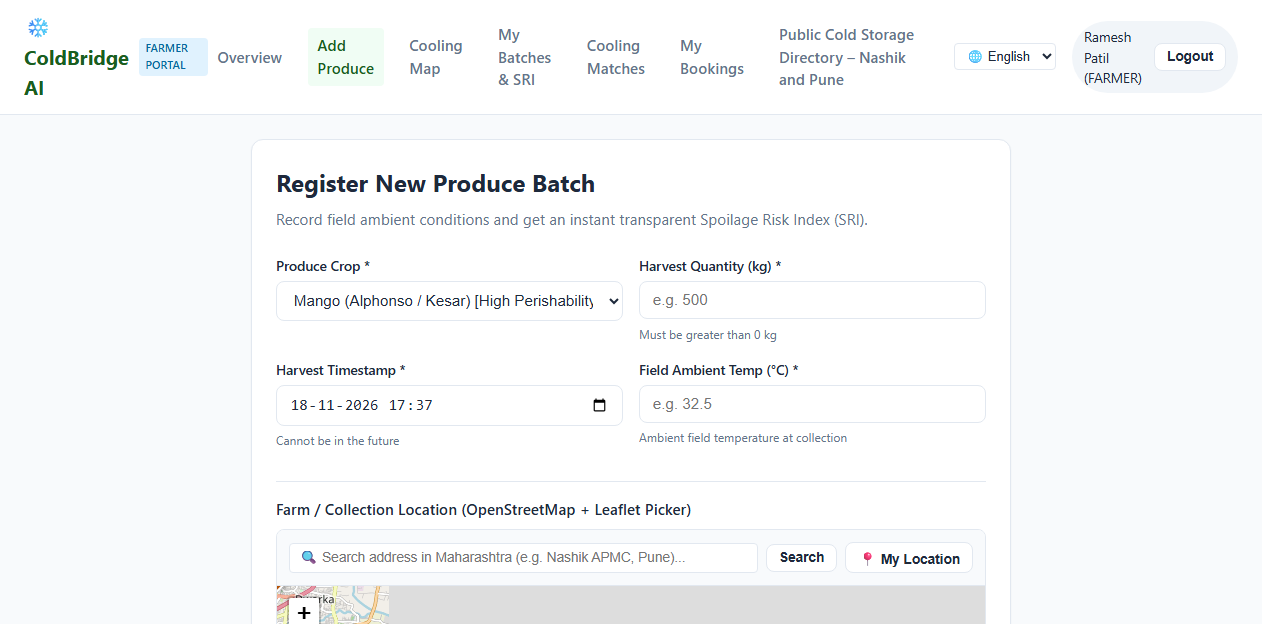 ColdBridge AI
FARMER PORTAL
Overview
Add Produce
Cooling Map
My Batches & SRI
Cooling Matches
My Bookings
Public Cold Storage Directory – Nashik and Pune
English
Ramesh Patil (FARMER)
Logout
Register New Produce Batch
Record field ambient conditions and get an instant transparent Spoilage Risk Index (SRI).
Produce Crop *
Mango (Alphonso / Kesar) [High Perishability
Harvest Quantity (kg) *
e.g. 500
Must be greater than 0 kg
Harvest Timestamp *
18-11-2026 17:37
Cannot be in the future
Field Ambient Temp (°C) *
e.g. 32.5
Ambient field temperature at collection
Farm / Collection Location (OpenStreetMap + Leaflet Picker)
Search address in Maharashtra (e.g. Nashik APMC, Pune)...
Search
My Location
+